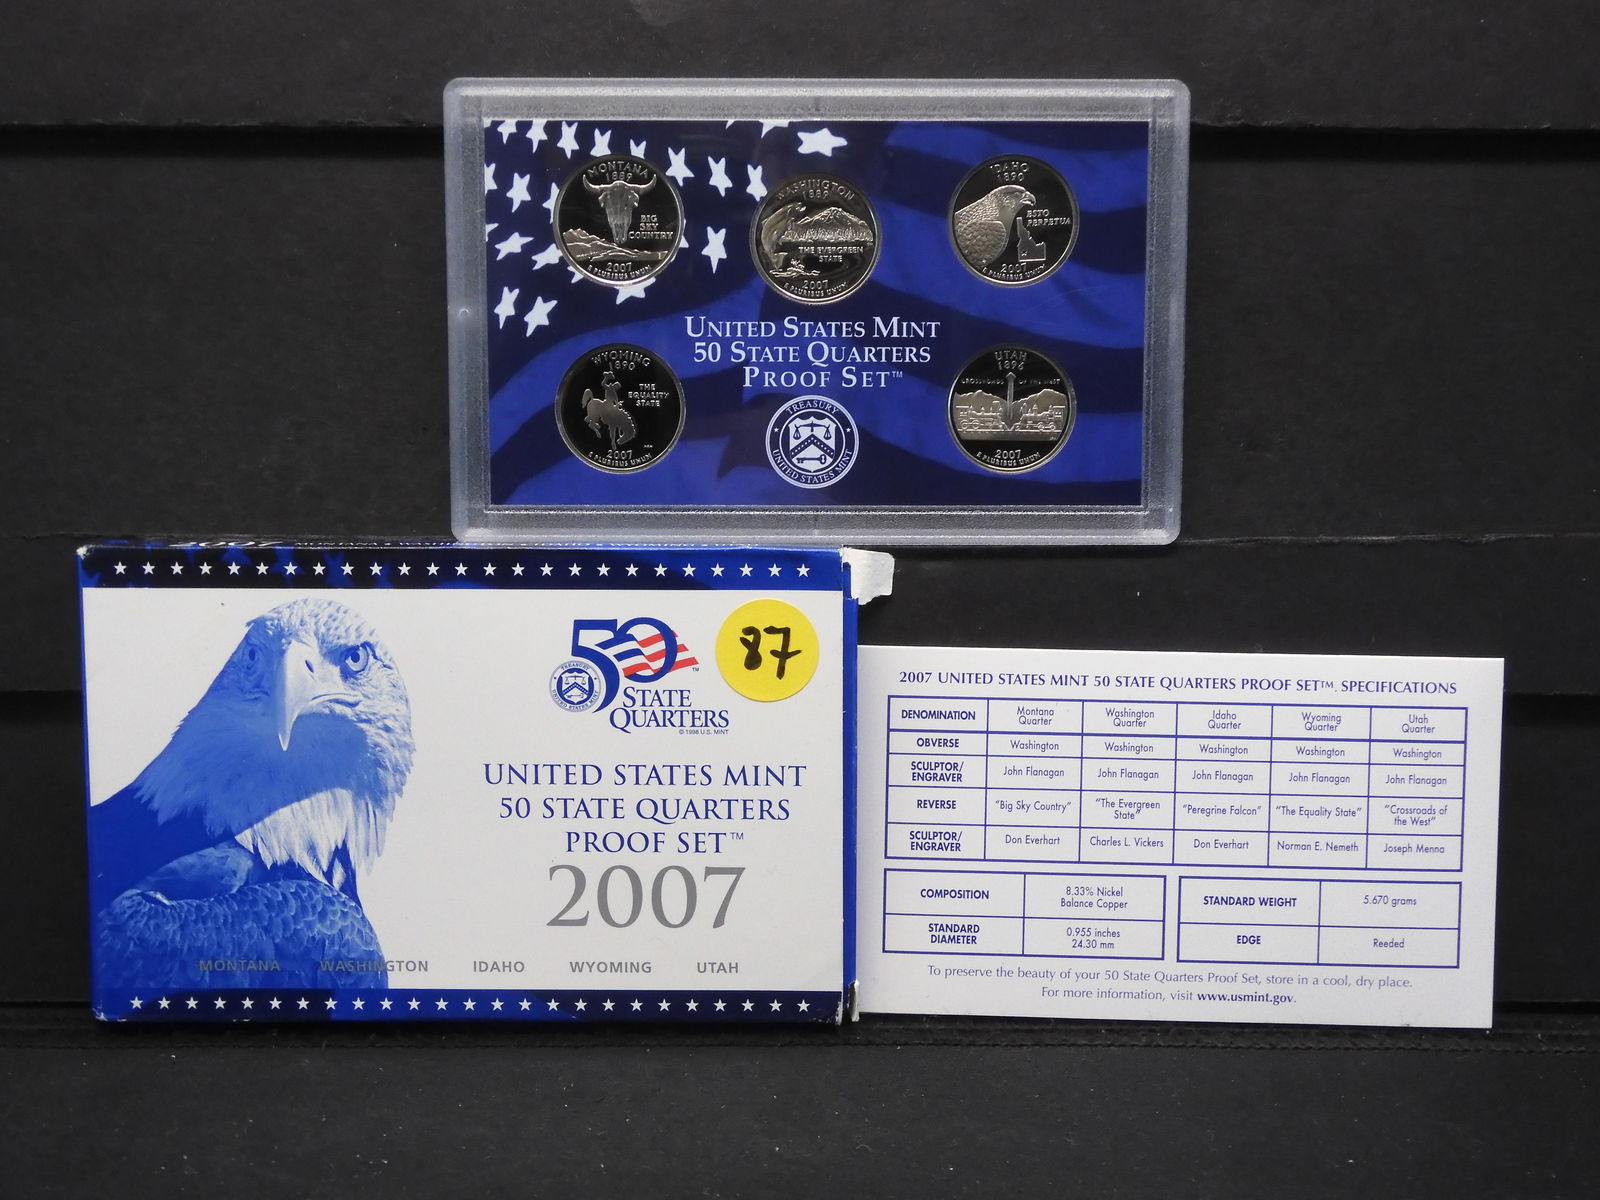 MONTANA
1889
BIG
SKY
COUNTRY
2007
E PLURIBUS UNUM
WASHINGTON
1889
THE EVERGREEN
STATE
2007
E PLURIBUS UNUM
IDAHO
1890
ESTO
PERPETUA
2007
E PLURIBUS UNUM
UNITED STATES MINT
50 STATE QUARTERS
PROOF SET™
WYOMING
1890
THE
EQUALITY
STATE
2007
E PLURIBUS UNUM
TREASURY
UNITED STATES MINT
UTAH
1896
CROSSROADS OF THE WEST
2007
E PLURIBUS UNUM
50
STATE
QUARTERS
© 1998 U.S. MINT
87
UNITED STATES MINT
50 STATE QUARTERS
PROOF SET™
2007
MONTANA WASHINGTON IDAHO WYOMING UTAH
2007 UNITED STATES MINT 50 STATE QUARTERS PROOF SET™ SPECIFICATIONS
DENOMINATION Montana Quarter Washington Quarter Idaho Quarter Wyoming Quarter Utah Quarter
OBVERSE Washington Washington Washington Washington Washington
SCULPTOR/ENGRAVER John Flanagan John Flanagan John Flanagan John Flanagan John Flanagan
REVERSE "Big Sky Country" "The Evergreen State" "Peregrine Falcon" "The Equality State" "Crossroads of the West"
SCULPTOR/ENGRAVER Don Everhart Charles L. Vickers Don Everhart Norman E. Nemeth Joseph Menna
COMPOSITION 8.33% Nickel Balance Copper
STANDARD DIAMETER 0.955 inches 24.30 mm
STANDARD WEIGHT 5.670 grams
EDGE Reeded
To preserve the beauty of your 50 State Quarters Proof Set, store in a cool, dry place.
For more information, visit www.usmint.gov.